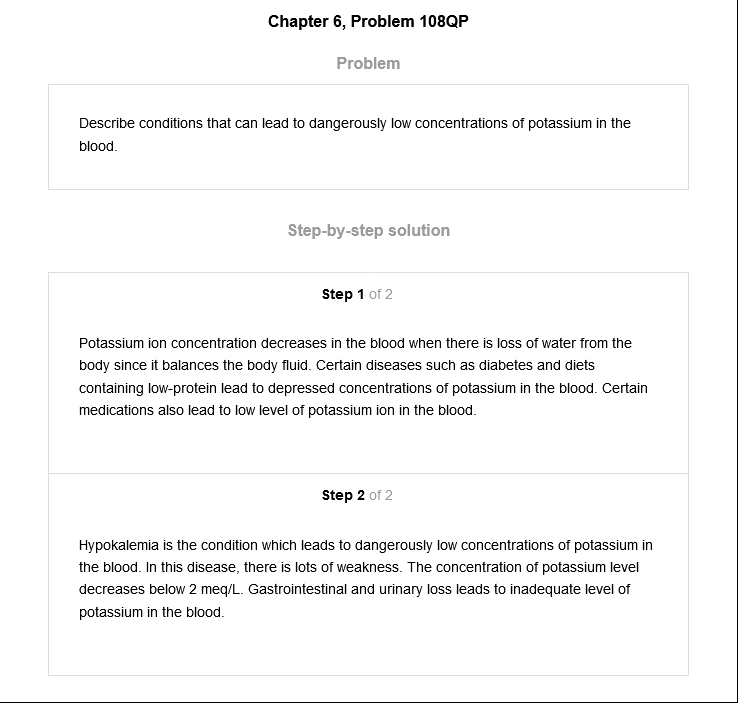 Chapter 6, Problem 108QP
Problem
Describe conditions that can lead to dangerously low concentrations of potassium in the
blood.
Step-by-step solution
Step 1 of 2
Potassium ion concentration decreases in the blood when there is loss of water from the
body since it balances the body fluid. Certain diseases such as diabetes and diets
containing low-protein lead to depressed concentrations of potassium in the blood. Certain
medications also lead to low level of potassium ion in the blood.
Step 2 of 2
Hypokalemia is the condition which leads to dangerously low concentrations of potassium in
the blood. In this disease, there is lots of weakness. The concentration of potassium level
decreases below 2 meq/L. Gastrointestinal and urinary loss leads to inadequate level of
potassium in the blood.